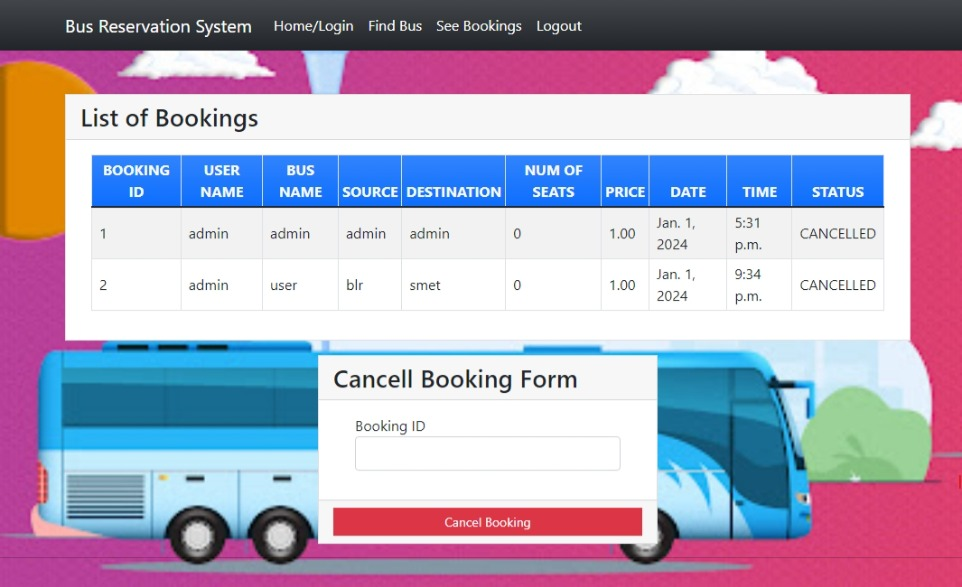 Bus Reservation System Home/Login Find Bus See Bookings Logout
List of Bookings
BOOKING ID USER NAME BUS NAME SOURCE DESTINATION NUM OF SEATS PRICE DATE TIME STATUS
1 admin admin admin admin 0 1.00 Jan. 1, 2024 5:31 p.m. CANCELLED
2 admin user blr smet 0 1.00 Jan. 1, 2024 9:34 p.m. CANCELLED
Cancell Booking Form
Booking ID
Cancel Booking